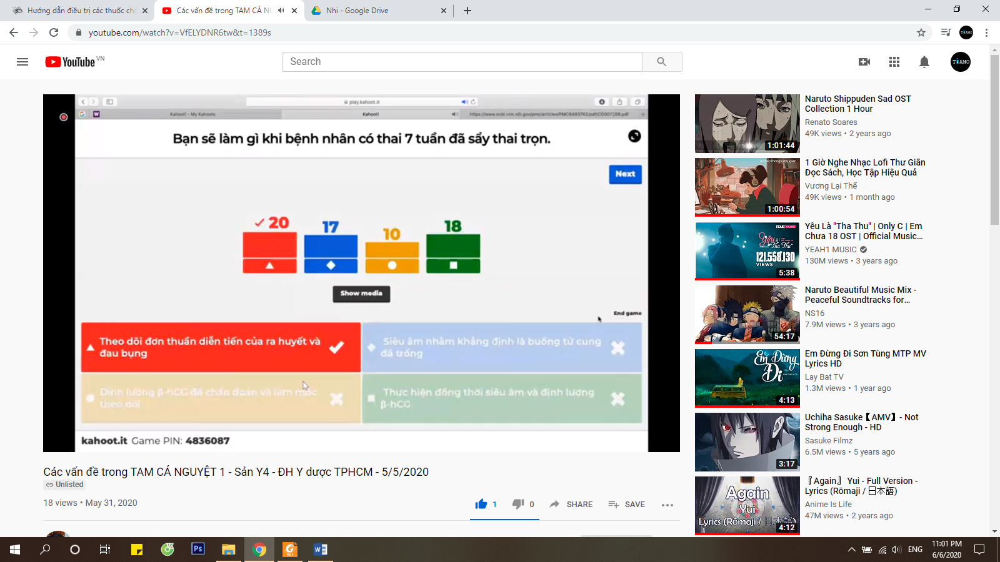 Hướng dẫn điều trị các thuốc ch
Các vấn đề trong TAM CÁ NG
Nhi - Google Drive
youtube.com/watch?v=VfELYDNR6tw&t=1389s
YouTube VN
Search
play.kahoot.it
Kahoot! - My Kahoots
Kahoot!
https://www.ncbi.nlm.nih.gov/pmc/articles/PMC6483742/pdf/CD007289.pdf
Bạn sẽ làm gì khi bệnh nhân có thai 7 tuần đã sẩy thai trọn.
Next
20
17
10
18
Show media
End game
Theo dõi đơn thuần diễn tiến của ra huyết và
đau bụng
Siêu âm nhằm khẳng định là buồng tử cung
đã trống
Định lượng β-hCG để chẩn đoán và làm mốc
theo dõi
Thực hiện đồng thời siêu âm và định lượng
β-hCG
kahoot.it Game PIN: 4836087
Các vấn đề trong TAM CÁ NGUYỆT 1 - Sản Y4 - ĐH Y dược TPHCM - 5/5/2020
Unlisted
18 views • May 31, 2020
1
0
SHARE
SAVE
Naruto Shippuden Sad OST
Collection 1 Hour
Renato Soares
49K views • 2 years ago
1:01:44
1 Giờ Nghe Nhạc Lofi Thư Giãn
Đọc Sách, Học Tập Hiệu Quả
Vương Lại Thế
49K views • 1 month ago
1:00:54
Yêu Là "Tha Thu" | Only C | Em
Chưa 18 OST | Official Music...
YEAH1 MUSIC
130M views • 3 years ago
YEAH1 MUSIC
Yêu là
"Tha Thu"
121.558.130
VIEWS
5:38
Naruto Beautiful Music Mix -
Peaceful Soundtracks for...
NS16
7.9M views • 3 years ago
54:17
Em Đừng Đi Sơn Tùng MTP MV
Lyrics HD
Lay Bat TV
1.3M views • 1 year ago
Em Đừng
Đi
SƠN TÙNG M-TP
4:13
Uchiha Sasuke【AMV】- Not
Strong Enough - HD
Sasuke Filmz
6.5M views • 5 years ago
3:17
『Again』 Yui - Full Version -
Lyrics (Rōmaji / 日本語)
Anime Is Life
47M views • 2 years ago
Again
Yui
Lyrics (Rōmaji / 日本語)
4:12
TIAMO
ENG
11:01 PM
6/6/2020